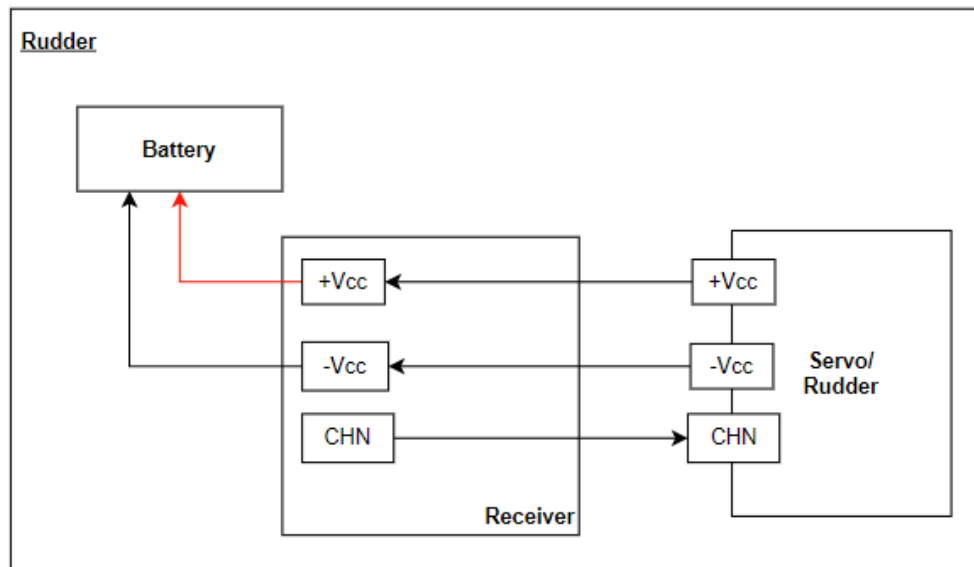 Rudder
Battery
+Vcc
+Vcc
-Vcc
-Vcc
Servo/
Rudder
CHN
CHN
Receiver